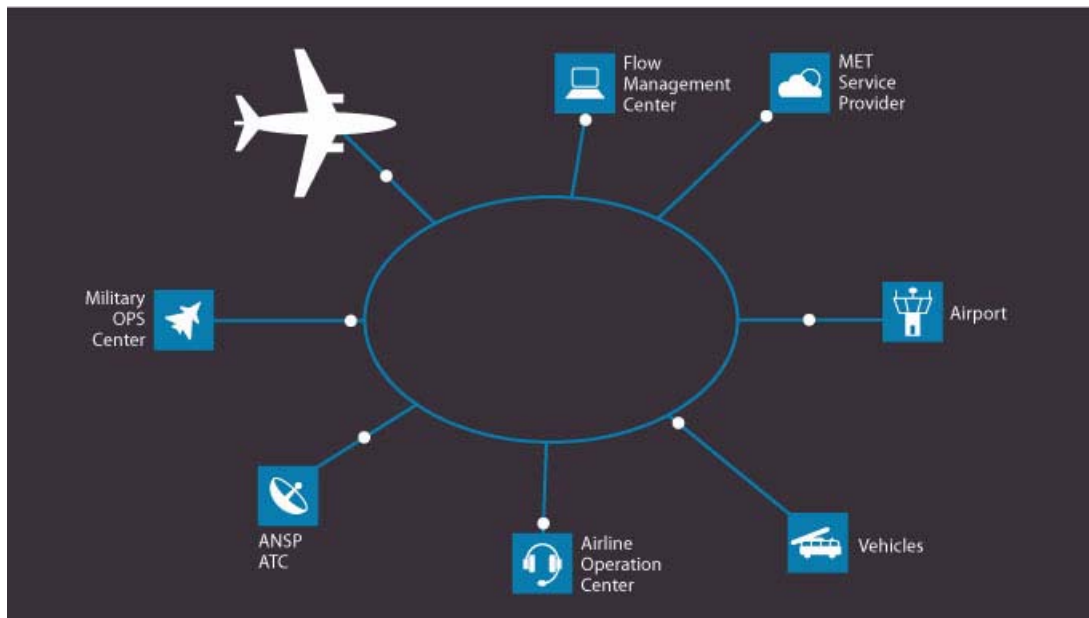 Flow
Management
Center
MET
Service
Provider
Military
OPS
Center
Airport
ANSP
ATC
Airline
Operation
Center
Vehicles